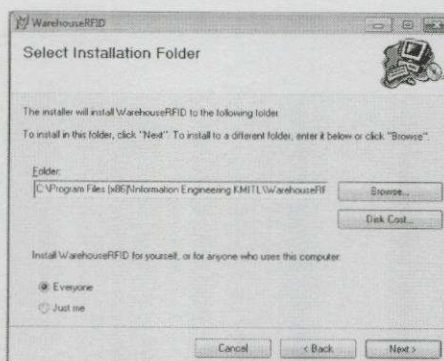 WarehouseRFID
Select Installation Folder
The installer will install WarehouseRFID to the following folder.
To install in this folder, click "Next". To install to a different folder, enter it below or click "Browse".
Folder:
C:\Program Files (x86)\Information Engineering KMITL\WarehouseRF
Browse...
Disk Cost...
Install WarehouseRFID for yourself, or for anyone who uses this computer:
Everyone
Just me
Cancel
< Back
Next >